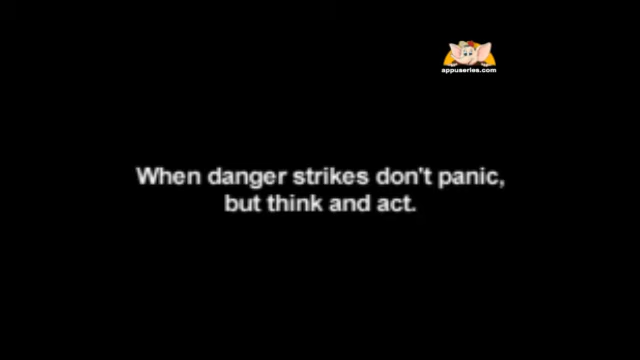 appuseries.com
When danger strikes don't panic,
but think and act.